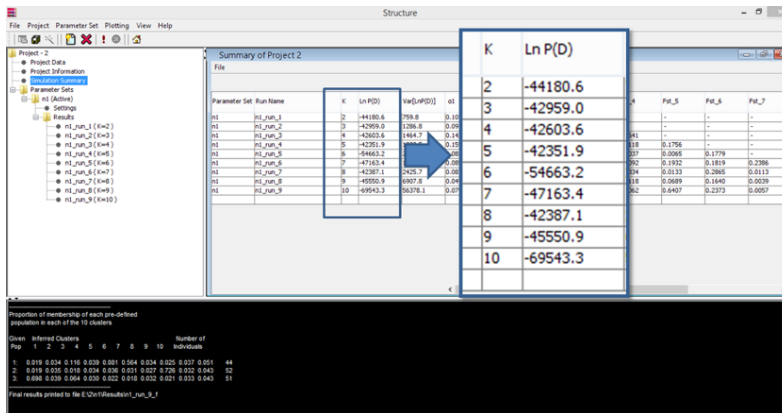 Structure
File Project Parameter Set Plotting View Help
Project - 2
Project Data
Project Information
Simulation Summary
Parameter Sets
n1 (Active)
Settings
Results
n1_run_1 (K=2)
n1_run_2 (K=3)
n1_run_3 (K=4)
n1_run_4 (K=5)
n1_run_5 (K=6)
n1_run_6 (K=7)
n1_run_7 (K=8)
n1_run_8 (K=9)
n1_run_9 (K=10)
Summary of Project 2
File
Parameter Set Run Name K Ln P(D) Var[LnP(D)] α1 Fst_5 Fst_6 Fst_7
n1 n1_run_1 2 -44180.6 759.8 - - -
n1 n1_run_2 3 -42959.0 1286.8 - - -
n1 n1_run_3 4 -42603.6 1464.7 - - -
n1 n1_run_4 5 -42351.9 0.1756 - -
n1 n1_run_5 6 -54663.2 0.0065 0.1779 -
n1 n1_run_6 7 -47163.4 0.1932 0.1819 0.2386
n1 n1_run_7 8 -42387.1 2425.7 0.0133 0.2865 0.0113
n1 n1_run_8 9 -45550.9 6907.8 0.0689 0.1640 0.0039
n1 n1_run_9 10 -69543.3 56378.1 0.6407 0.2373 0.0057
K Ln P(D)
2 -44180.6
3 -42959.0
4 -42603.6
5 -42351.9
6 -54663.2
7 -47163.4
8 -42387.1
9 -45550.9
10 -69543.3
Proportion of membership of each pre-defined
population in each of the 10 clusters
Given Inferred Clusters Number of
Pop 1 2 3 4 5 6 7 8 9 10 Individuals
1: 0.019 0.034 0.116 0.039 0.081 0.564 0.034 0.025 0.037 0.051 44
2: 0.019 0.035 0.018 0.034 0.036 0.031 0.027 0.726 0.032 0.043 52
3: 0.698 0.039 0.064 0.030 0.022 0.018 0.032 0.021 0.033 0.043 51
Final results printed to file E:\2\n1\Results\n1_run_9_f